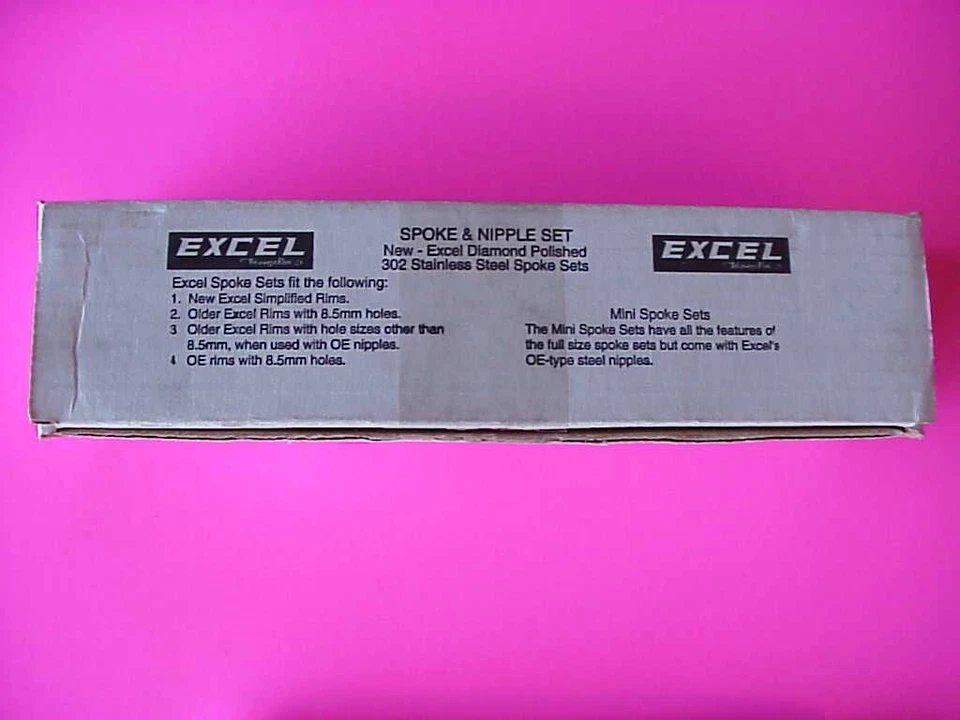 EXCEL
SPOKE & NIPPLE SET
New - Excel Diamond Polished
302 Stainless Steel Spoke Sets
EXCEL
Excel Spoke Sets fit the following:
1. New Excel Simplified Rims.
2. Older Excel Rims with 8.5mm holes.
3 Older Excel Rims with hole sizes other than
8.5mm, when used with OE nipples.
4 OE rims with 8.5mm holes.
Mini Spoke Sets
The Mini Spoke Sets have all the features of
the full size spoke sets but come with Excel's
OE-type steel nipples.